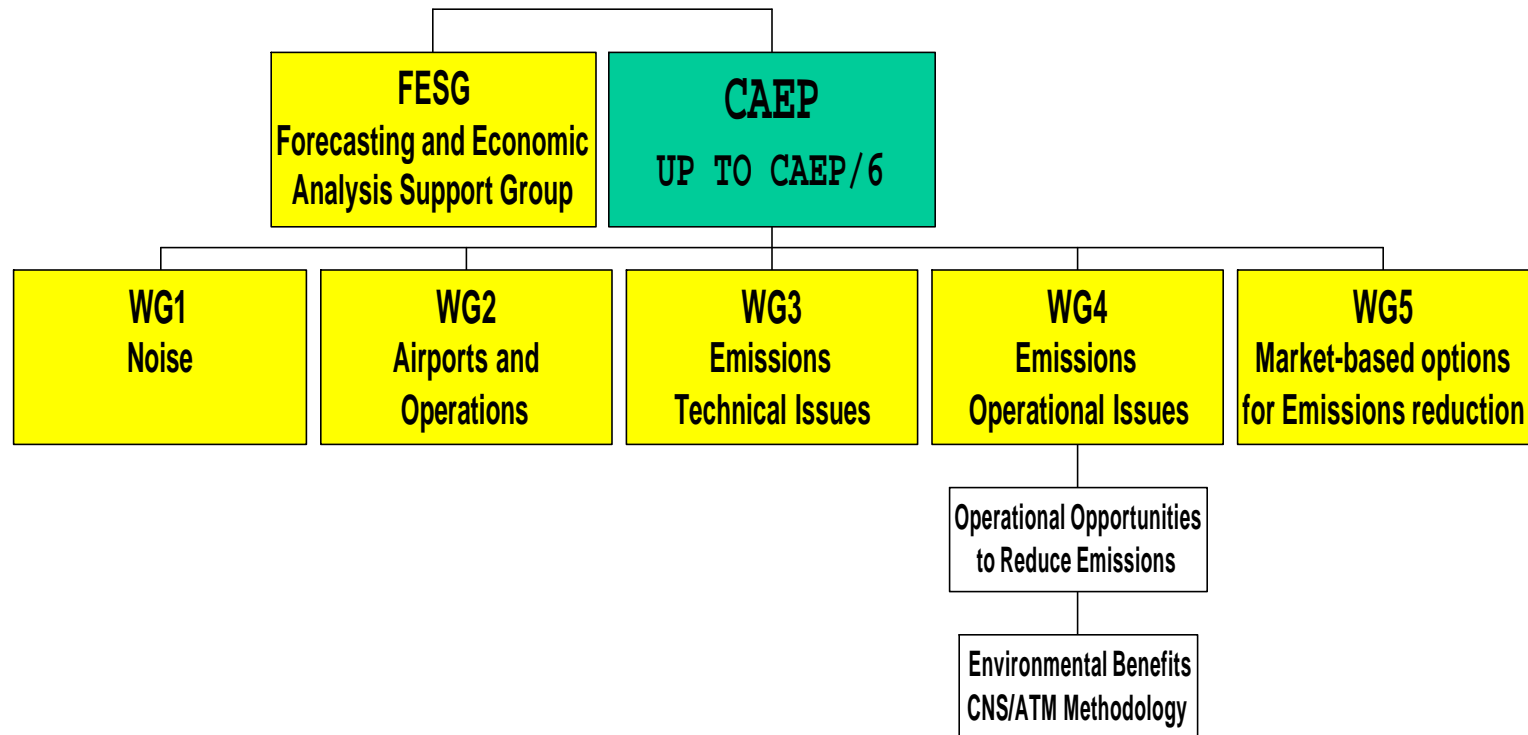 FESG
Forecasting and Economic
Analysis Support Group
CAEP
UP TO CAEP/6
WG1
Noise
WG2
Airports and
Operations
WG3
Emissions
Technical Issues
WG4
Emissions
Operational Issues
WG5
Market-based options
for Emissions reduction
Operational Opportunities
to Reduce Emissions
Environmental Benefits
CNS/ATM Methodology